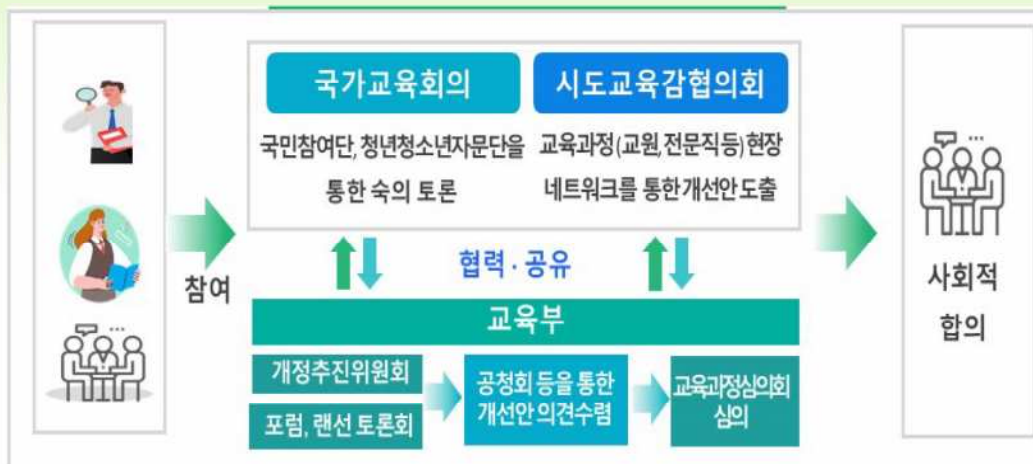 국가교육회의
시도교육감협의회
국민참여단, 청년청소년자문단을
통한 숙의 토론
교육과정(교원,전문직등) 현장
네트워크를 통한 개선안 도출
참여
협력 · 공유
교육부
개정추진위원회
포럼, 랜선 토론회
공청회 등을 통한
개선안 의견수렴
교육과정심의회
심의
사회적
합의